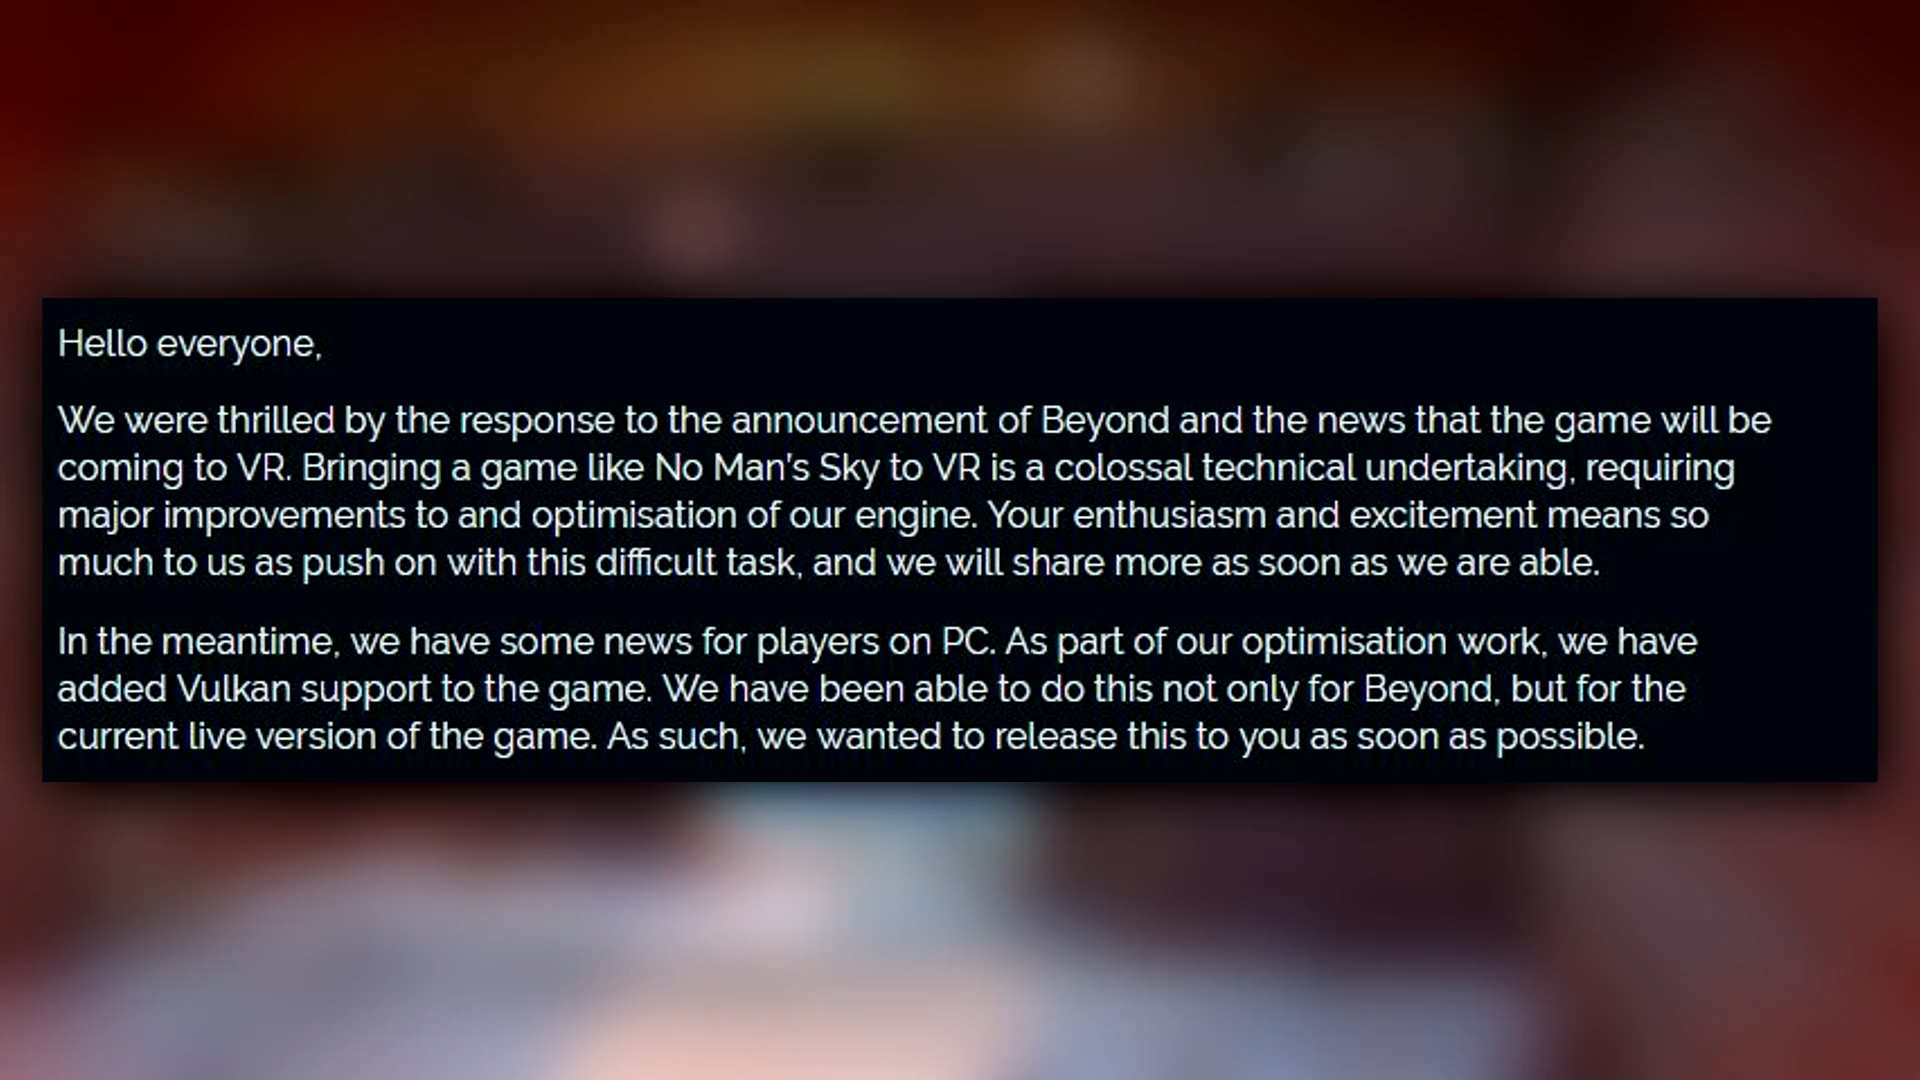 Hello everyone,
We were thrilled by the response to the announcement of Beyond and the news that the game will be
coming to VR. Bringing a game like No Man's Sky to VR is a colossal technical undertaking, requiring
major improvements to and optimisation of our engine. Your enthusiasm and excitement means so
much to us as push on with this difficult task, and we will share more as soon as we are able.
In the meantime, we have some news for players on PC. As part of our optimisation work, we have
added Vulkan support to the game. We have been able to do this not only for Beyond, but for the
current live version of the game. As such, we wanted to release this to you as soon as possible.